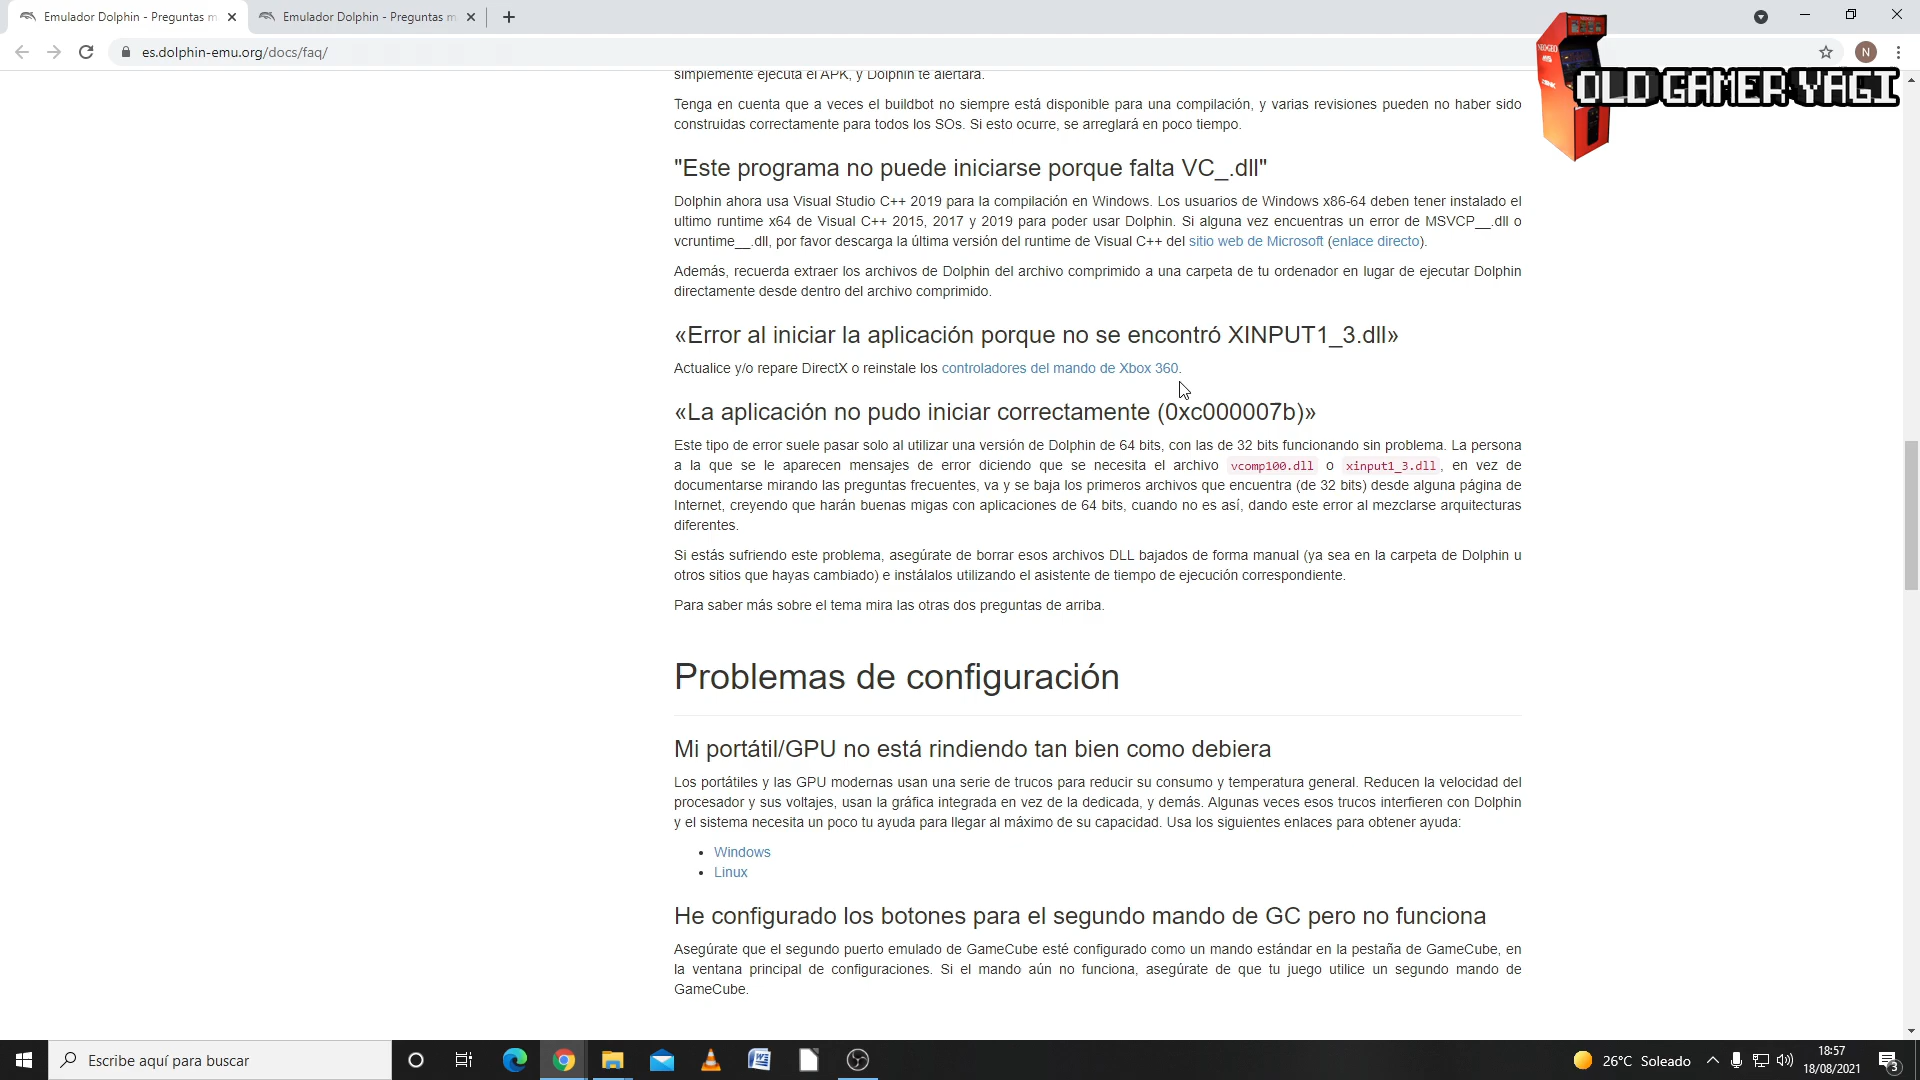 Emulador Dolphin - Preguntas m
Emulador Dolphin - Preguntas m
es.dolphin-emu.org/docs/faq/
N
OLD GAMER YAGI
simplemente ejecuta el APK, y Dolphin te alertará.
Tenga en cuenta que a veces el buildbot no siempre está disponible para una compilación, y varias revisiones pueden no haber sido
construidas correctamente para todos los SOs. Si esto ocurre, se arreglará en poco tiempo.
"Este programa no puede iniciarse porque falta VC_.dll"
Dolphin ahora usa Visual Studio C++ 2019 para la compilación en Windows. Los usuarios de Windows x86-64 deben tener instalado el
ultimo runtime x64 de Visual C++ 2015, 2017 y 2019 para poder usar Dolphin. Si alguna vez encuentras un error de MSVCP__.dll o
vcruntime__.dll, por favor descarga la última versión del runtime de Visual C++ del sitio web de Microsoft (enlace directo).
Además, recuerda extraer los archivos de Dolphin del archivo comprimido a una carpeta de tu ordenador en lugar de ejecutar Dolphin
directamente desde dentro del archivo comprimido.
«Error al iniciar la aplicación porque no se encontró XINPUT1_3.dll»
Actualice y/o repare DirectX o reinstale los controladores del mando de Xbox 360.
«La aplicación no pudo iniciar correctamente (0xc000007b)»
Este tipo de error suele pasar solo al utilizar una versión de Dolphin de 64 bits, con las de 32 bits funcionando sin problema. La persona
a la que se le aparecen mensajes de error diciendo que se necesita el archivo vcomp100.dll o xinput1_3.dll, en vez de
documentarse mirando las preguntas frecuentes, va y se baja los primeros archivos que encuentra (de 32 bits) desde alguna página de
Internet, creyendo que harán buenas migas con aplicaciones de 64 bits, cuando no es así, dando este error al mezclarse arquitecturas
diferentes.
Si estás sufriendo este problema, asegúrate de borrar esos archivos DLL bajados de forma manual (ya sea en la carpeta de Dolphin u
otros sitios que hayas cambiado) e instálalos utilizando el asistente de tiempo de ejecución correspondiente.
Para saber más sobre el tema mira las otras dos preguntas de arriba.
Problemas de configuración
Mi portátil/GPU no está rindiendo tan bien como debiera
Los portátiles y las GPU modernas usan una serie de trucos para reducir su consumo y temperatura general. Reducen la velocidad del
procesador y sus voltajes, usan la gráfica integrada en vez de la dedicada, y demás. Algunas veces esos trucos interfieren con Dolphin
y el sistema necesita un poco tu ayuda para llegar al máximo de su capacidad. Usa los siguientes enlaces para obtener ayuda:
• Windows
• Linux
He configurado los botones para el segundo mando de GC pero no funciona
Asegúrate que el segundo puerto emulado de GameCube esté configurado como un mando estándar en la pestaña de GameCube, en
la ventana principal de configuraciones. Si el mando aún no funciona, asegúrate de que tu juego utilice un segundo mando de
GameCube.
Escribe aquí para buscar
26°C Soleado
18:57
18/08/2021
3